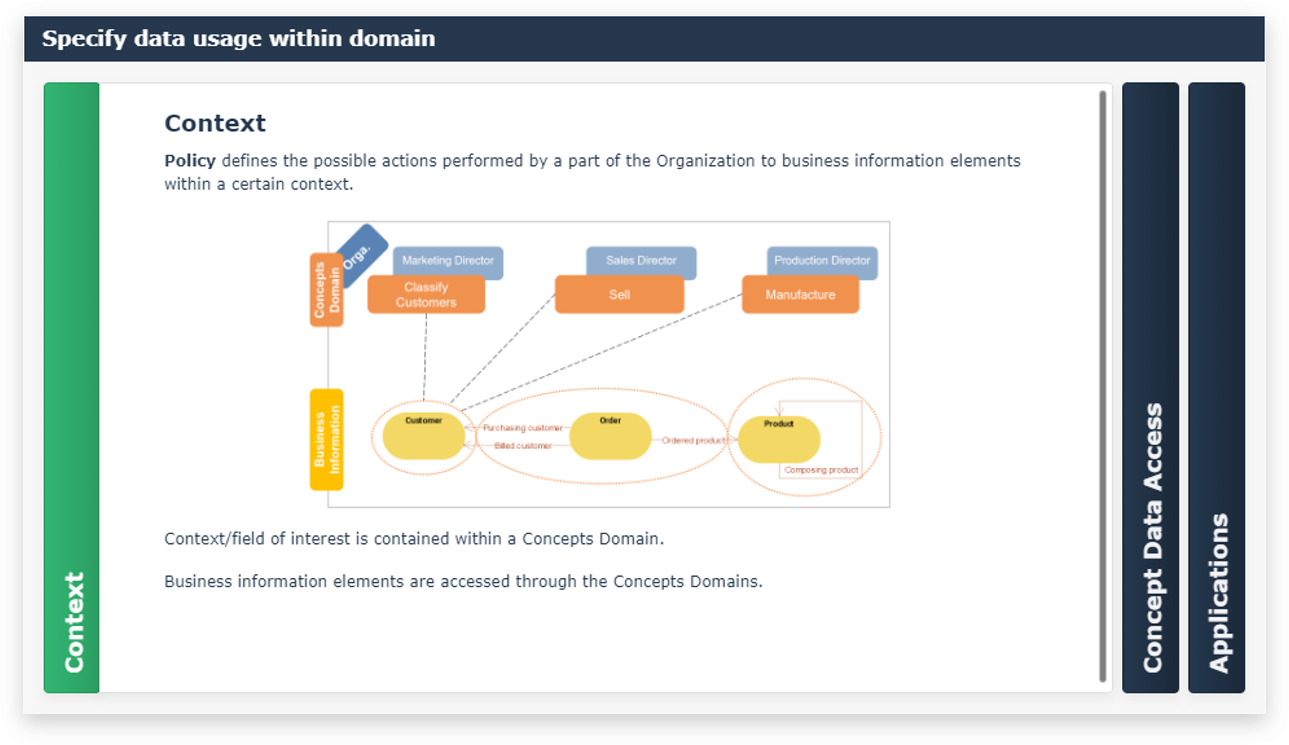 Specify data usage within domain
Context
Policy defines the possible actions performed by a part of the Organization to business information elements
within a certain context.
Orga.
Concepts
Domain
Marketing Director
Sales Director
Production Director
Classify
Customers
Sell
Manufacture
Business
Information
Customer
Order
Product
Purchasing customer
Billed customer
Ordered product
Composing product
Context/field of interest is contained within a Concepts Domain.
Business information elements are accessed through the Concepts Domains.
Context
Concept Data Access
Applications